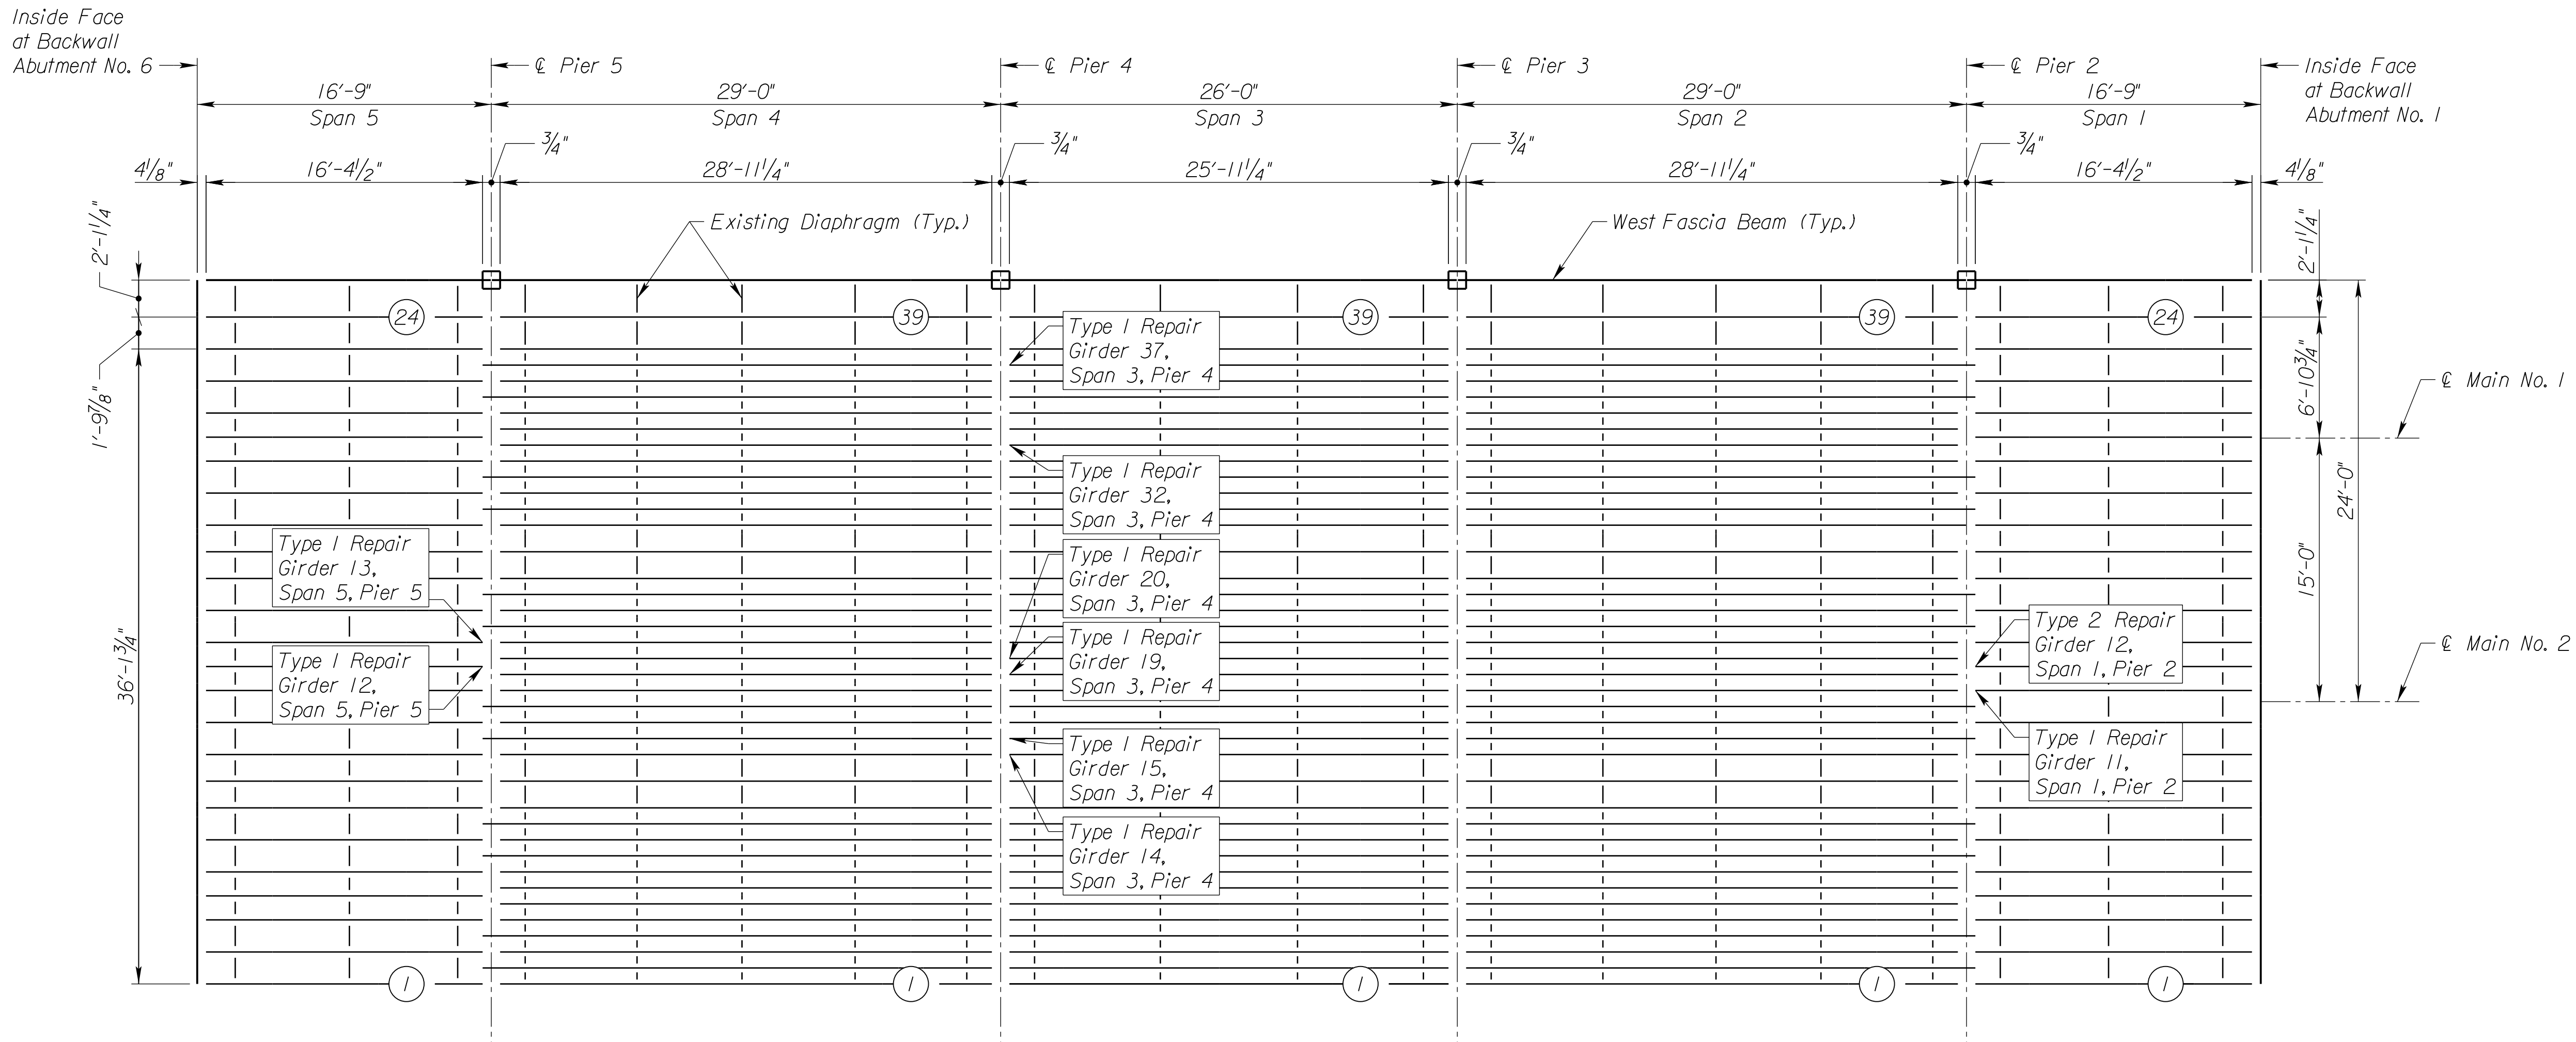 Inside Face
at Backwall
Abutment No. 6
℄ Pier 5
℄ Pier 4
℄ Pier 3
℄ Pier 2
Inside Face
at Backwall
Abutment No. 1
16'-9"
Span 5
29'-0"
Span 4
26'-0"
Span 3
29'-0"
Span 2
16'-9"
Span 1
3/4"
3/4"
3/4"
3/4"
4 1/8"
16'-4 1/2"
28'-11 1/4"
25'-11 1/4"
28'-11 1/4"
16'-4 1/2"
4 1/8"
2'-1 1/4"
Existing Diaphragm (Typ.)
West Fascia Beam (Typ.)
2'-1 1/4"
24
39
39
39
24
1'-9 7/8"
36'-1 3/4"
Type 1 Repair
Girder 37,
Span 3, Pier 4
Type 1 Repair
Girder 32,
Span 3, Pier 4
Type 1 Repair
Girder 13,
Span 5, Pier 5
Type 1 Repair
Girder 20,
Span 3, Pier 4
Type 1 Repair
Girder 12,
Span 5, Pier 5
Type 1 Repair
Girder 19,
Span 3, Pier 4
Type 1 Repair
Girder 15,
Span 3, Pier 4
Type 1 Repair
Girder 14,
Span 3, Pier 4
Type 2 Repair
Girder 12,
Span 1, Pier 2
Type 1 Repair
Girder 11,
Span 1, Pier 2
6'-10 3/4"
15'-0"
24'-0"
℄ Main No. 1
℄ Main No. 2
1
1
1
1
1